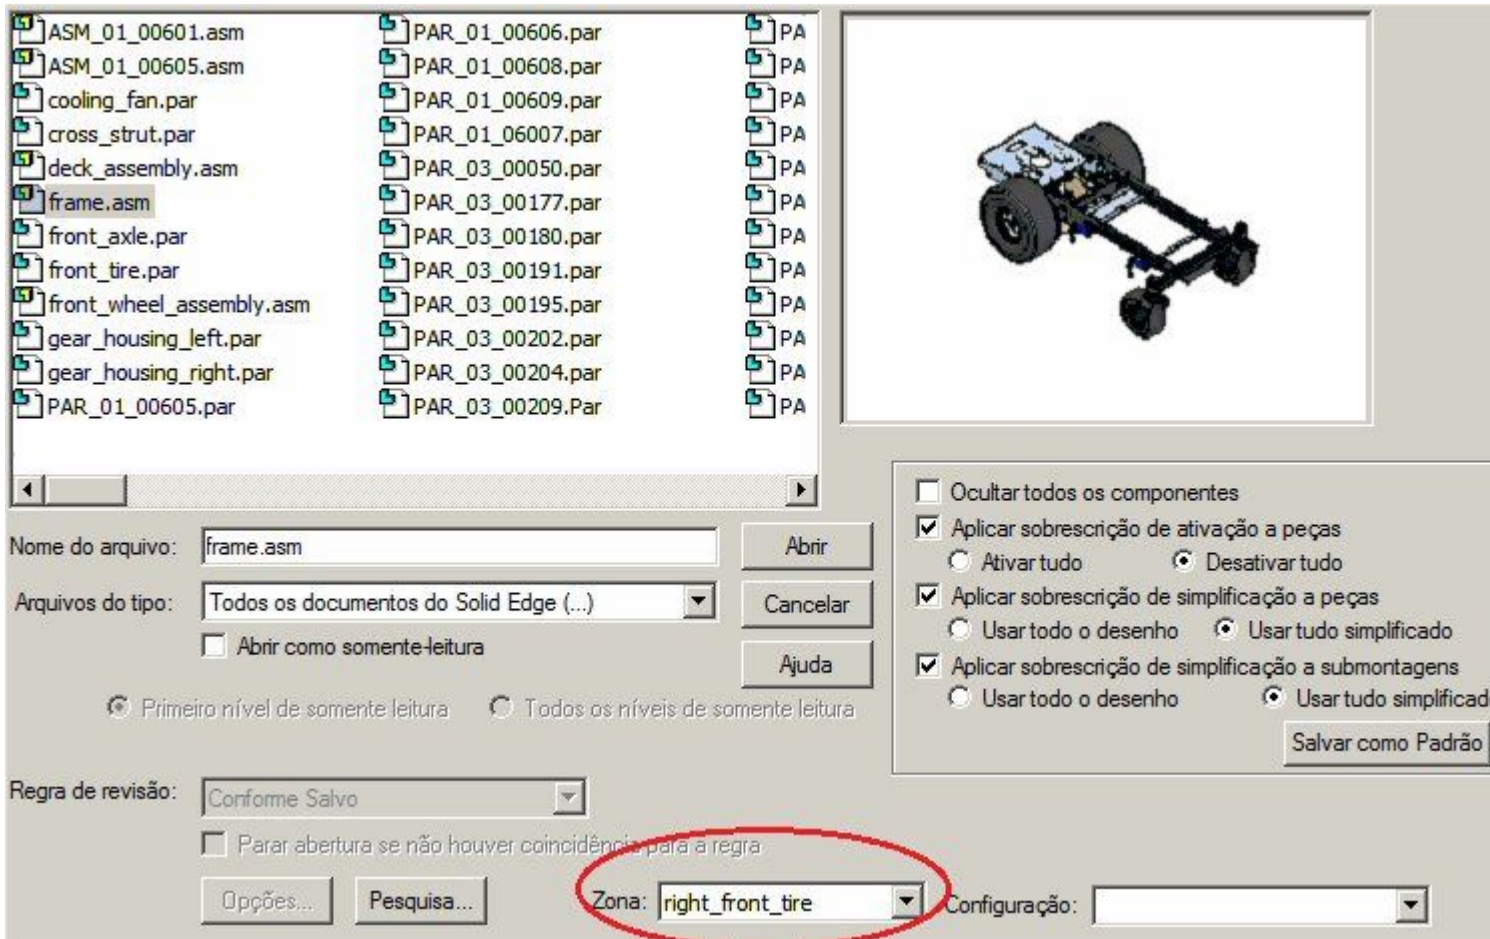 ASM_01_00601.asm
ASM_01_00605.asm
cooling_fan.par
cross_strut.par
deck_assembly.asm
frame.asm
front_axle.par
front_tire.par
front_wheel_assembly.asm
gear_housing_left.par
gear_housing_right.par
PAR_01_00605.par
PAR_01_00606.par
PAR_01_00608.par
PAR_01_00609.par
PAR_01_06007.par
PAR_03_00050.par
PAR_03_00177.par
PAR_03_00180.par
PAR_03_00191.par
PAR_03_00195.par
PAR_03_00202.par
PAR_03_00204.par
PAR_03_00209.Par
PA
PA
PA
PA
PA
PA
PA
PA
PA
PA
PA
PA
Nome do arquivo: frame.asm Abrir
Arquivos do tipo: Todos os documentos do Solid Edge (...) Cancelar
Abrir como somente-leitura Ajuda
Primeiro nível de somente leitura Todos os níveis de somente leitura
Ocultar todos os componentes
Aplicar sobrescrição de ativação a peças
Ativar tudo Desativar tudo
Aplicar sobrescrição de simplificação a peças
Usar todo o desenho Usar tudo simplificado
Aplicar sobrescrição de simplificação a submontagens
Usar todo o desenho Usar tudo simplificad
Salvar como Padrão
Regra de revisão: Conforme Salvo
Parar abertura se não houver coincidência para a regra
Opções... Pesquisa... Zona: right_front_tire Configuração: